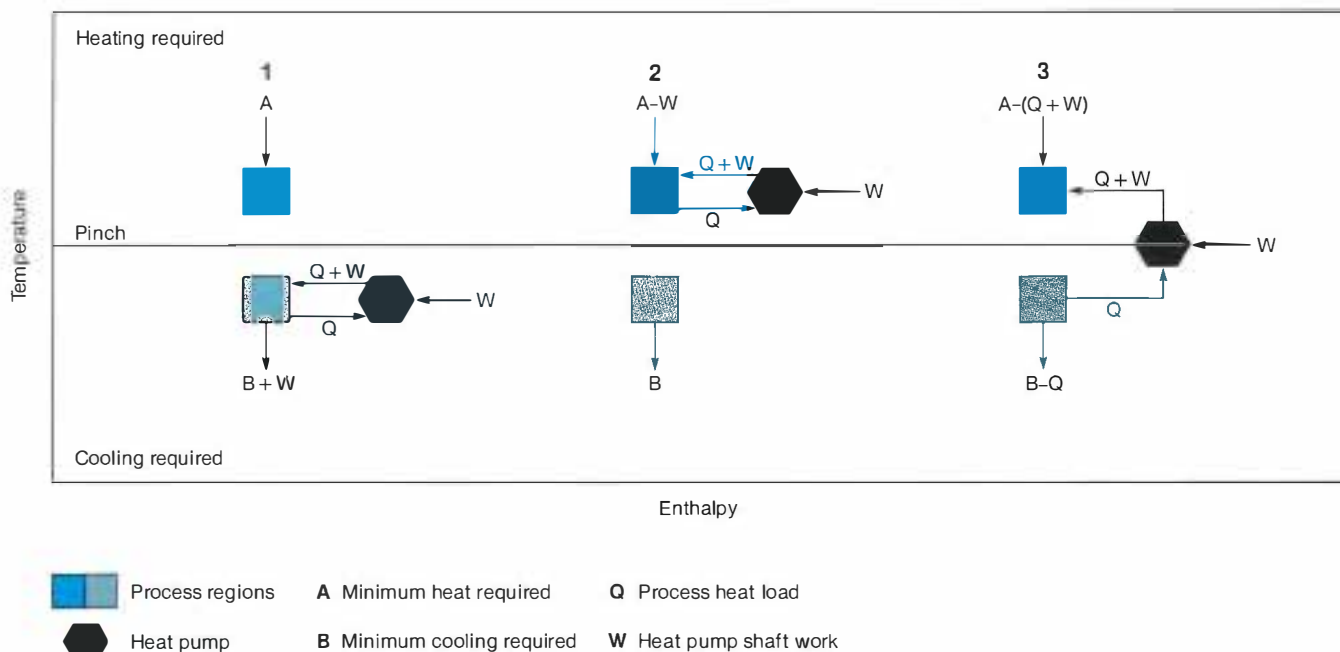 Heating required
1 2 3
A A-W A-(Q + W)
Q + W Q + W
W
Q
Pinch
W
Q + W
W
Q Q
B + W B B-Q
Cooling required
Temperature
Enthalpy
Process regions A Minimum heat required Q Process heat load
Heat pump B Minimum cooling required W Heat pump shaft work